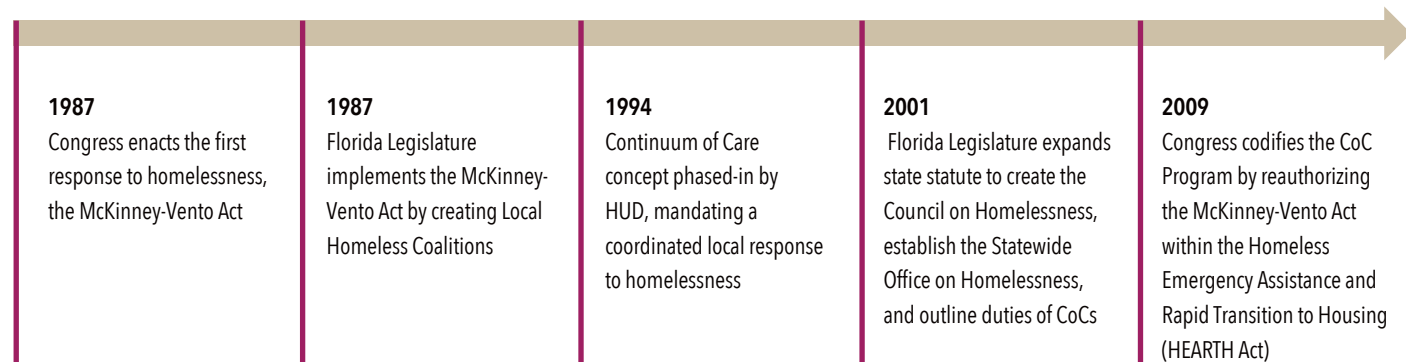 1987
Congress enacts the first
response to homelessness,
the McKinney-Vento Act
1987
Florida Legislature
implements the McKinney-
Vento Act by creating Local
Homeless Coalitions
1994
Continuum of Care
concept phased-in by
HUD, mandating a
coordinated local response
to homelessness
2001
Florida Legislature expands
state statute to create the
Council on Homelessness,
establish the Statewide
Office on Homelessness,
and outline duties of CoCs
2009
Congress codifies the CoC
Program by reauthorizing
the McKinney-Vento Act
within the Homeless
Emergency Assistance and
Rapid Transition to Housing
(HEARTH Act)